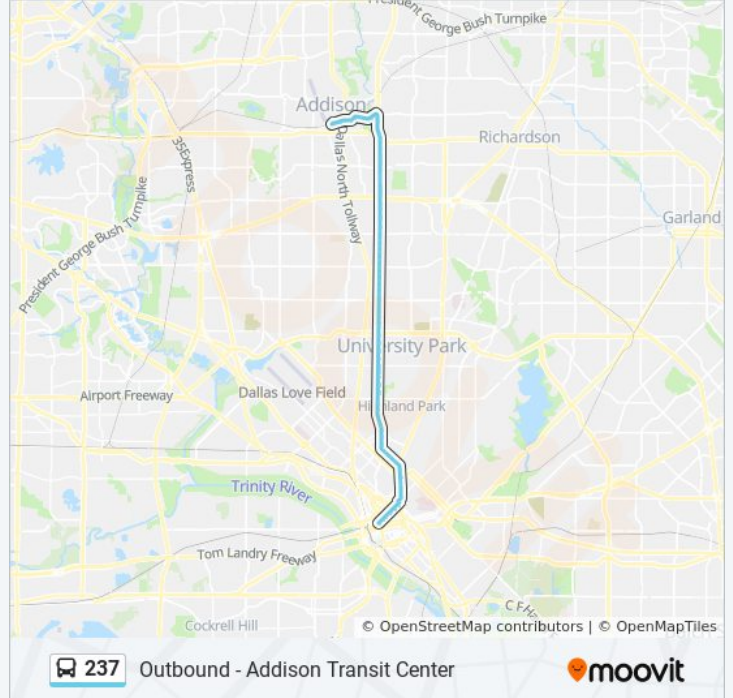 President George Bush Turnpike
Addison
Richardson
35Express
Dallas North Tollway
Garland
President George Bush Turnpike
University Park
Airport Freeway
Dallas Love Field
Highland Park
Trinity River
Tom Landry Freeway
C F Ha
Cockrell Hill
© OpenStreetMap contributors | © OpenMapTiles
237 Outbound - Addison Transit Center
moovit